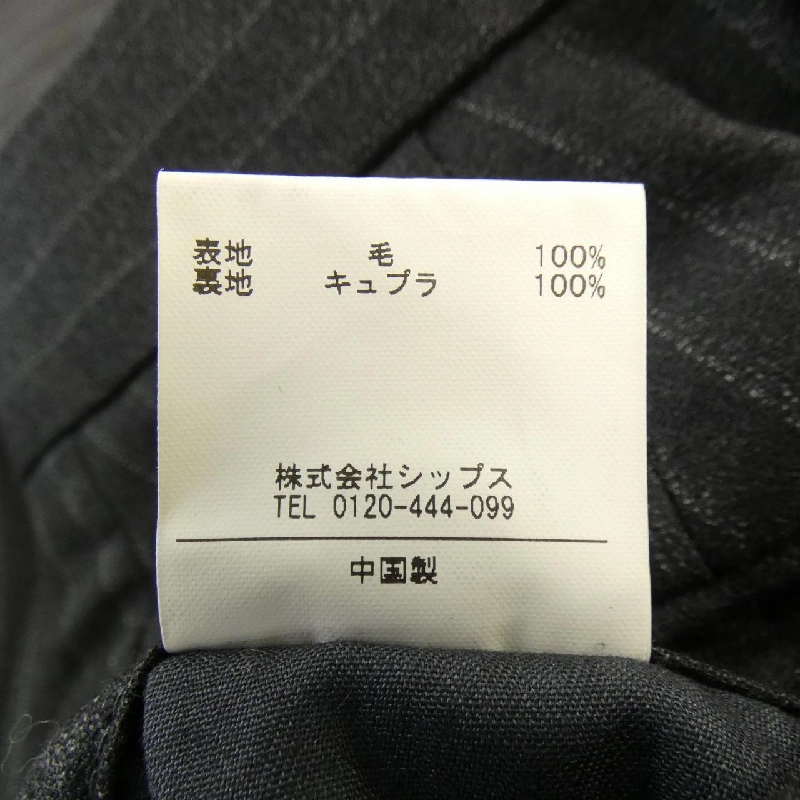 表地 毛 100%
裏地 キュプラ 100%
株式会社シップス
TEL 0120-444-099
中国製